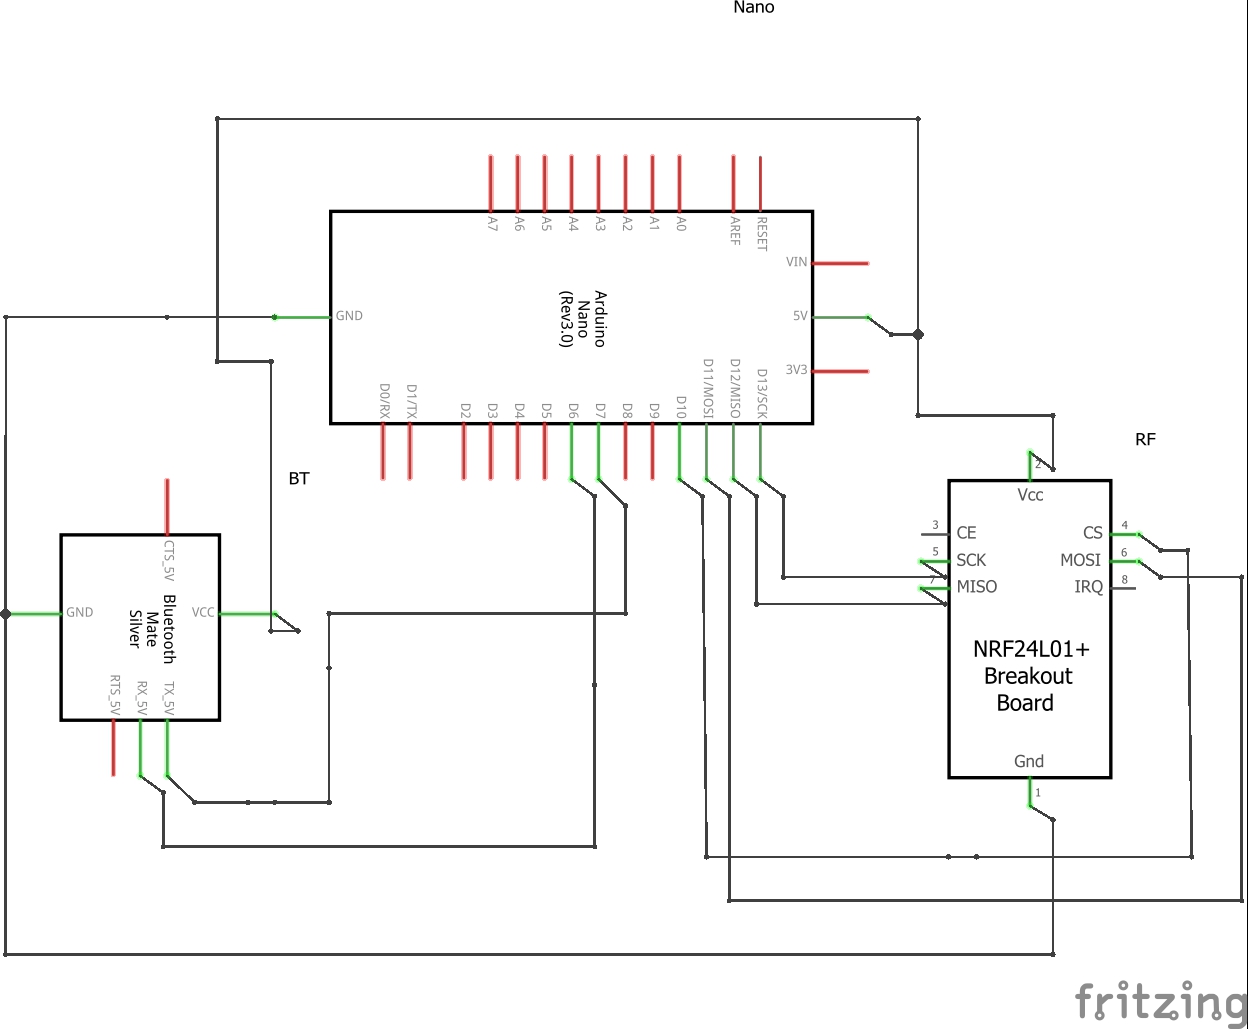 Nano
A7
A6
A5
A4
A3
A2
A1
A0
AREF
RESET
VIN
GND
5V
3V3
Arduino
Nano
(Rev3.0)
D0/RX
D1/TX
D2
D3
D4
D5
D6
D7
D8
D9
D10
D11/MOSI
D12/MISO
D13/SCK
RF
BT
2
Vcc
3
CE
CS
4
5
SCK
MOSI
6
7
MISO
IRQ
8
NRF24L01+
Breakout
Board
Gnd
1
CTS_5V
GND
VCC
Bluetooth
Mate
Silver
RTS_5V
RX_5V
TX_5V
fritzing